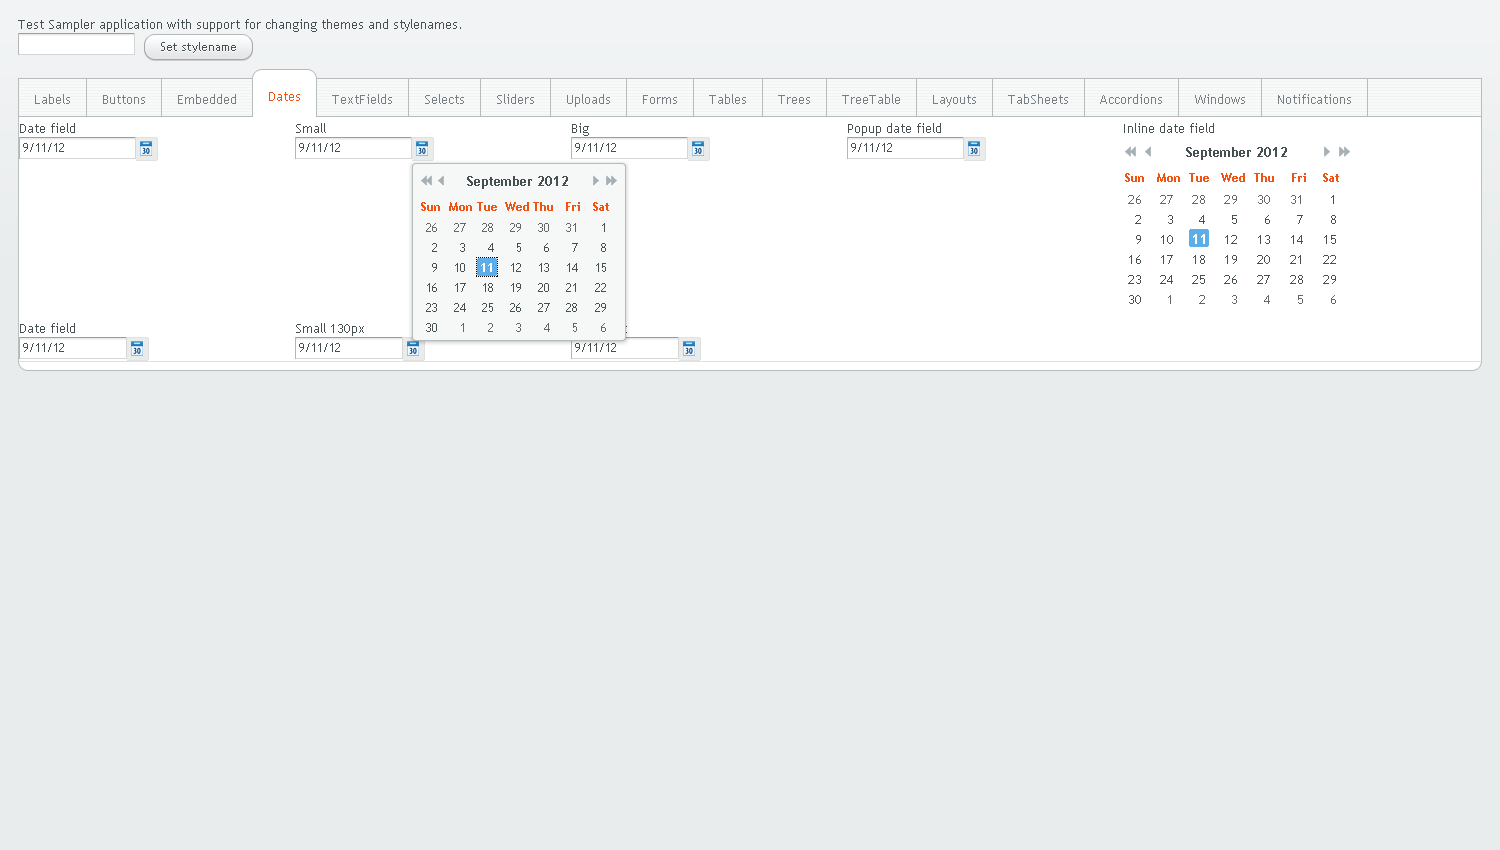 Test Sampler application with support for changing themes and stylenames.
Set stylename
Labels Buttons Embedded Dates TextFields Selects Sliders Uploads Forms Tables Trees TreeTable Layouts TabSheets Accordions Windows Notifications
Date field Small Big Popup date field Inline date field
9/11/12 30 9/11/12 30 9/11/12 30 9/11/12 30
September 2012
Sun Mon Tue Wed Thu Fri Sat
26 27 28 29 30 31 1
2 3 4 5 6 7 8
9 10 11 12 13 14 15
16 17 18 19 20 21 22
23 24 25 26 27 28 29
30 1 2 3 4 5 6
September 2012
Sun Mon Tue Wed Thu Fri Sat
26 27 28 29 30 31 1
2 3 4 5 6 7 8
9 10 11 12 13 14 15
16 17 18 19 20 21 22
23 24 25 26 27 28 29
30 1 2 3 4 5 6
Date field Small 130px
9/11/12 30 9/11/12 30 9/11/12 30